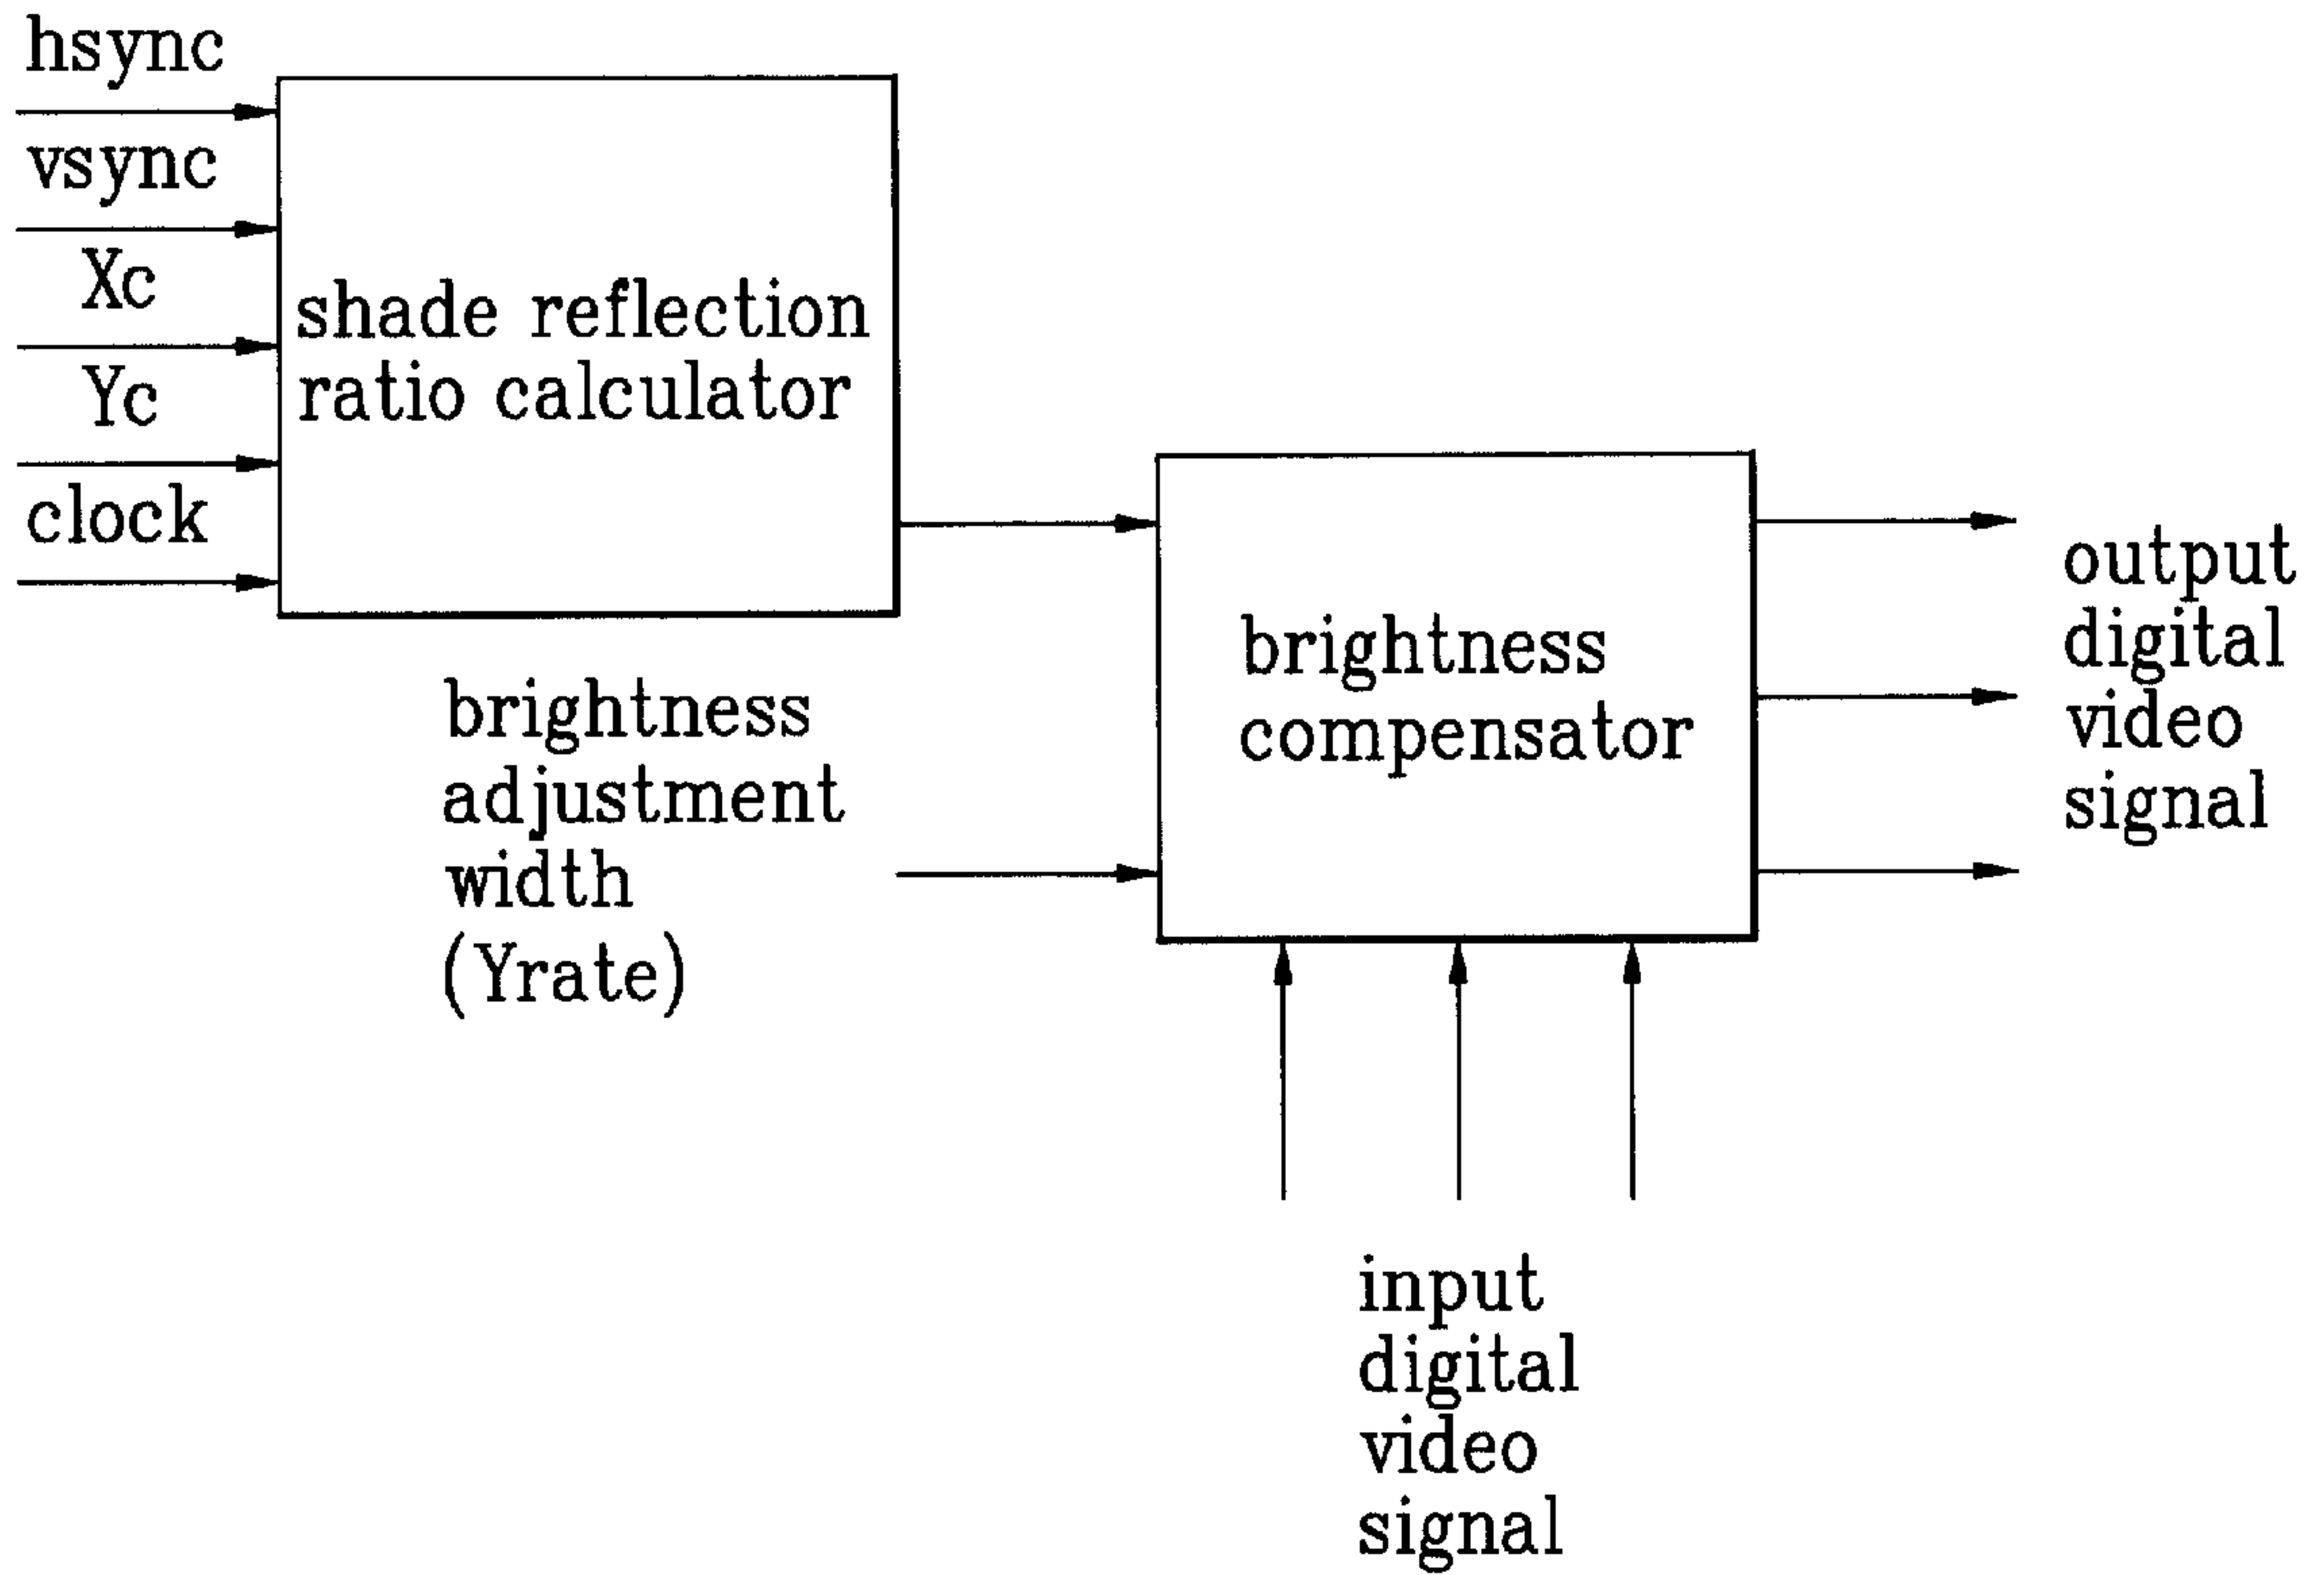 hsync
vsync
Xc
Yc
clock
shade reflection
ratio calculator
brightness
adjustment
width
(Yrate)
brightness
compensator
output
digital
video
signal
input
digital
video
signal